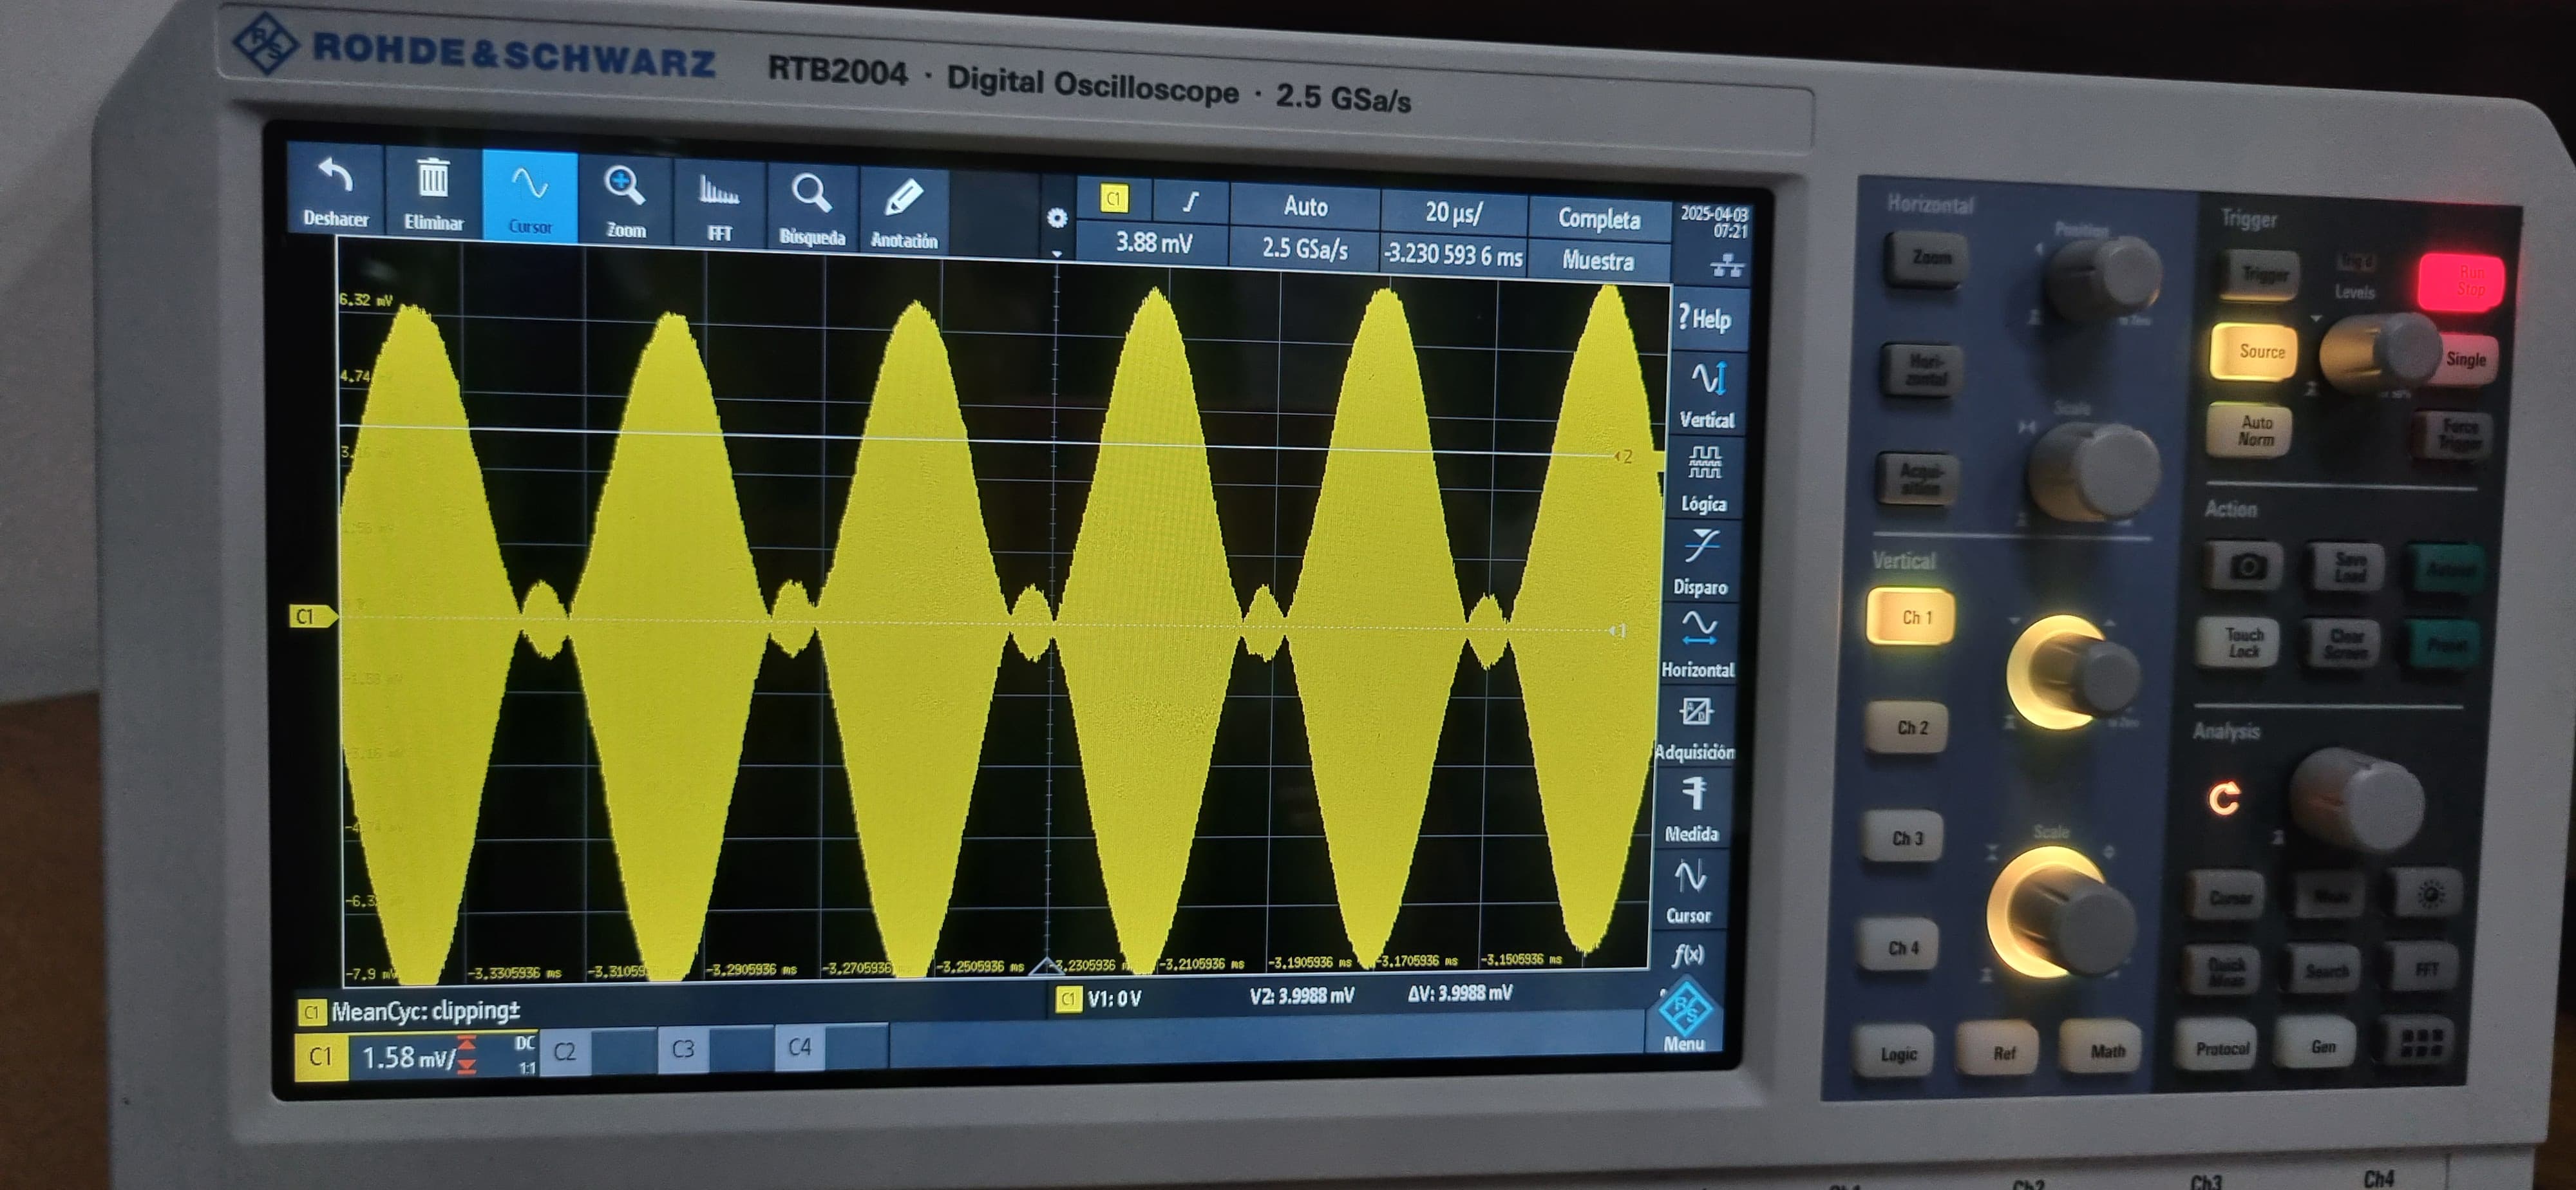 ROHDE & SCHWARZ RTB2004 · Digital Oscilloscope · 2.5 GSa/s
Deshacer
Eliminar
Cursor
Zoom
FFT
Búsqueda
Anotación
C1
3.88 mV
Auto
2.5 GSa/s
20 µs/
-3.230 593 6 ms
Completa
Muestra
2025-04-03
07:21
? Help
Vertical
Lógica
Disparo
Horizontal
Adquisición
Medida
Cursor
f(x)
Menu
6.32 mV
4.74
2
C1
1
-7.9 mV
-3.3305936 ms
-3.31059
-3.2905936 ms
-3.2705936
-3.2505936 ms
-3.2305936
-3.2105936 ms
-3.1905936 ms
-3.1705936 ms
-3.1505936 ms
C1 MeanCyc: clipping±
C1 V1: 0 V
V2: 3.9988 mV
ΔV: 3.9988 mV
C1 1.58 mV/
DC
1:1
C2
C3
C4
Horizontal
Position
Zoom
Hori-
zontal
Scale
Acqui-
sition
Vertical
Ch 1
Ch 2
Ch 3
Scale
Ch 4
Logic
Ref
Math
Trigger
Trigger
Levels
Run
Stop
Source
Single
Auto
Norm
Force
Trigger
Action
Save
Load
Autoset
Touch
Lock
Clear
Screen
Preset
Analysis
Cursor
Meas
Quick
Meas
Search
FFT
Protocol
Gen
Ch1
Ch2
Ch3
Ch4